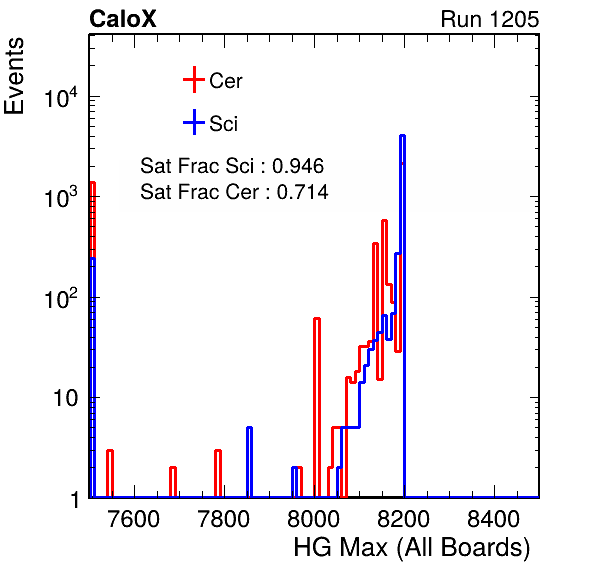 CaloX Run 1205
Events
Cer
Sci
Sat Frac Sci : 0.946
Sat Frac Cer : 0.714
10^4
10^3
10^2
10
1
7600 7800 8000 8200 8400
HG Max (All Boards)